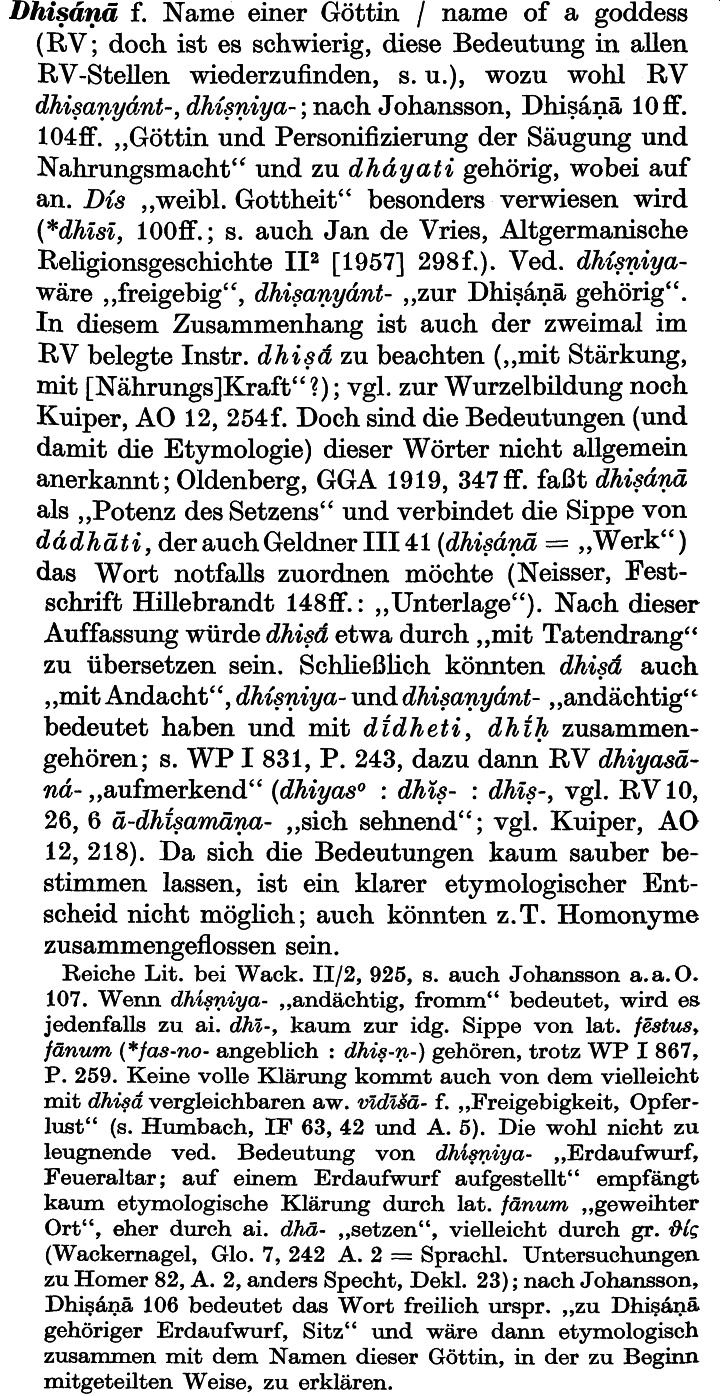 Dhiṣáṇā f. Name einer Göttin / name of a goddess
(RV; doch ist es schwierig, diese Bedeutung in allen
RV-Stellen wiederzufinden, s. u.), wozu wohl RV
dhiṣaṇyánt-, dhíṣṇiya-; nach Johansson, Dhiṣáṇā 10ff.
104ff. „Göttin und Personifizierung der Säugung und
Nahrungsmacht“ und zu dháyati gehörig, wobei auf
an. Dís „weibl. Gottheit“ besonders verwiesen wird
(*dhīsī, 100ff.; s. auch Jan de Vries, Altgermanische
Religionsgeschichte II² [1957] 298f.). Ved. dhíṣṇiya-
wäre „freigebig“, dhiṣaṇyánt- „zur Dhiṣáṇā gehörig“.
In diesem Zusammenhang ist auch der zweimal im
RV belegte Instr. dhiṣā́ zu beachten („mit Stärkung,
mit [Nährungs]Kraft“?); vgl. zur Wurzelbildung noch
Kuiper, AO 12, 254f. Doch sind die Bedeutungen (und
damit die Etymologie) dieser Wörter nicht allgemein
anerkannt; Oldenberg, GGA 1919, 347ff. faßt dhiṣáṇā
als „Potenz des Setzens“ und verbindet die Sippe von
dádhāti, der auch Geldner III 41 (dhiṣáṇā = „Werk“)
das Wort notfalls zuordnen möchte (Neisser, Fest-
schrift Hillebrandt 148ff.: „Unterlage“). Nach dieser
Auffassung würde dhiṣā́ etwa durch „mit Tatendrang“
zu übersetzen sein. Schließlich könnten dhiṣā́ auch
„mit Andacht“, dhíṣṇiya- und dhiṣaṇyánt- „andächtig“
bedeutet haben und mit dī́dheti, dhī́ḥ zusammen-
gehören; s. WP I 831, P. 243, dazu dann RV dhiyasā-
ná- „aufmerkend“ (dhiyas° : dhī̆ṣ- : dhīṣ-, vgl. RV 10,
26, 6 ā-dhī́ṣamāṇa- „sich sehnend“; vgl. Kuiper, AO
12, 218). Da sich die Bedeutungen kaum sauber be-
stimmen lassen, ist ein klarer etymologischer Ent-
scheid nicht möglich; auch könnten z.T. Homonyme
zusammengeflossen sein.
Reiche Lit. bei Wack. II/2, 925, s. auch Johansson a.a.O.
107. Wenn dhíṣṇiya- „andächtig, fromm“ bedeutet, wird es
jedenfalls zu ai. dhī-, kaum zur idg. Sippe von lat. fēstus,
fānum (*fas-no- angeblich : dhiṣ-ṇ-) gehören, trotz WP I 867,
P. 259. Keine volle Klärung kommt auch von dem vielleicht
mit dhiṣā́ vergleichbaren aw. vīdīšā- f. „Freigebigkeit, Opfer-
lust“ (s. Humbach, IF 63, 42 und A. 5). Die wohl nicht zu
leugnende ved. Bedeutung von dhíṣṇiya- „Erdaufwurf,
Feueraltar; auf einem Erdaufwurf aufgestellt“ empfängt
kaum etymologische Klärung durch lat. fānum „geweihter
Ort“, eher durch ai. dhā- „setzen“, vielleicht durch gr. ϑίς
(Wackernagel, Glo. 7, 242 A. 2 = Sprachl. Untersuchungen
zu Homer 82, A. 2, anders Specht, Dekl. 23); nach Johansson,
Dhiṣáṇā 106 bedeutet das Wort freilich urspr. „zu Dhiṣáṇā
gehöriger Erdaufwurf, Sitz“ und wäre dann etymologisch
zusammen mit dem Namen dieser Göttin, in der zu Beginn
mitgeteilten Weise, zu erklären.